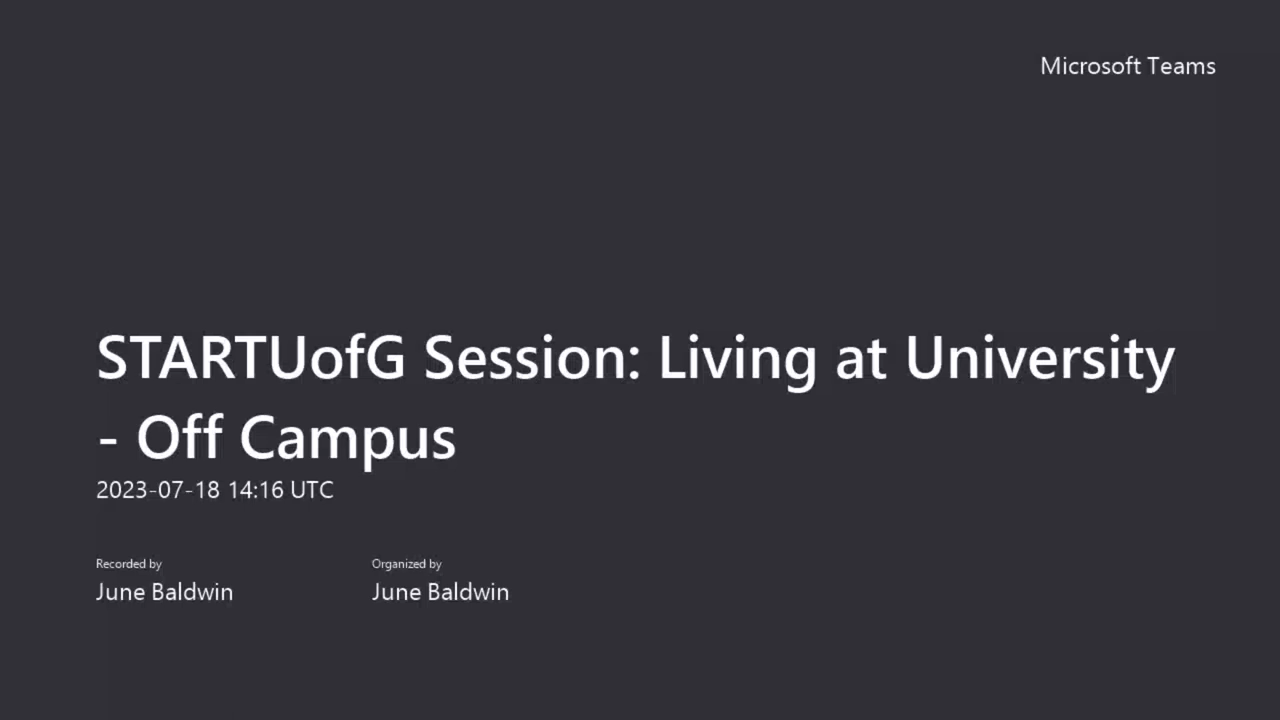 Microsoft Teams
STARTUofG Session: Living at University
- Off Campus
2023-07-18 14:16 UTC
Recorded by
Organized by
June Baldwin
June Baldwin